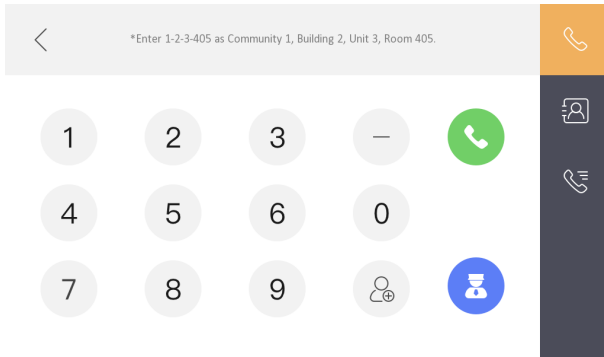 *Enter 1-2-3-405 as Community 1, Building 2, Unit 3, Room 405.
1 2 3 —
4 5 6 0
7 8 9